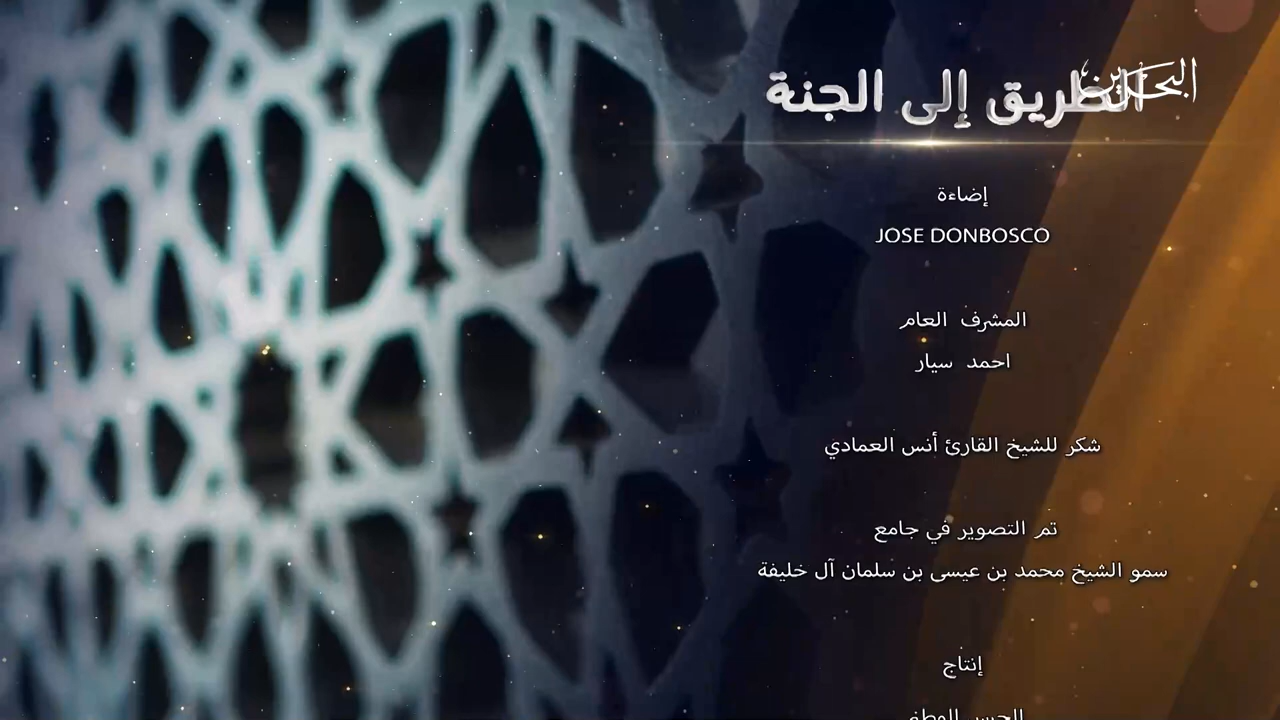 البحرين
الطريق إلى الجنة
إضاءة
JOSE DONBOSCO
المشرف العام
احمد سيار
شكر للشيخ القارئ أنس العمادي
تم التصوير في جامع
سمو الشيخ محمد بن عيسى بن سلمان آل خليفة
إنتاج